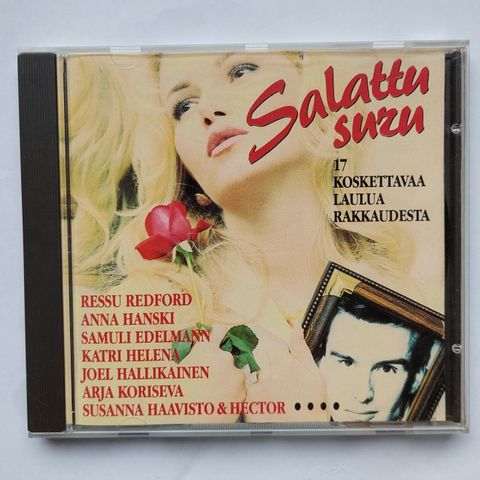 Salattu
suru
17
KOSKETTAVAA
LAULUA
RAKKAUDESTA
RESSU REDFORD
ANNA HANSKI
SAMULI EDELMANN
KATRI HELENA
JOEL HALLIKAINEN
ARJA KORISEVA
SUSANNA HAAVISTO & HECTOR ••••